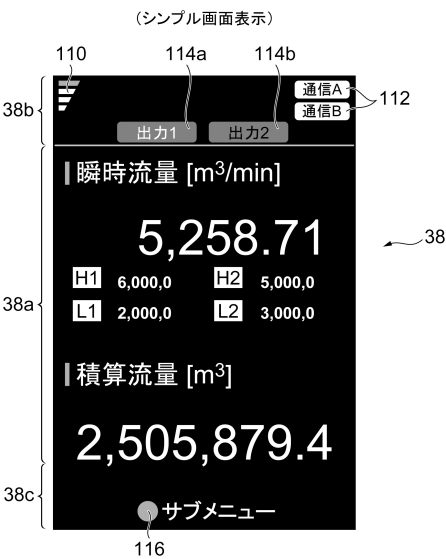 (シンプル画面表示)
110
114a
114b
38b
通信A
112
通信B
出力1
出力2
瞬時流量 [m³/min]
5,258.71
38
H1 6,000,0 H2 5,000,0
38a
L1 2,000,0 L2 3,000,0
積算流量 [m³]
2,505,879.4
38c
サブメニュー
116